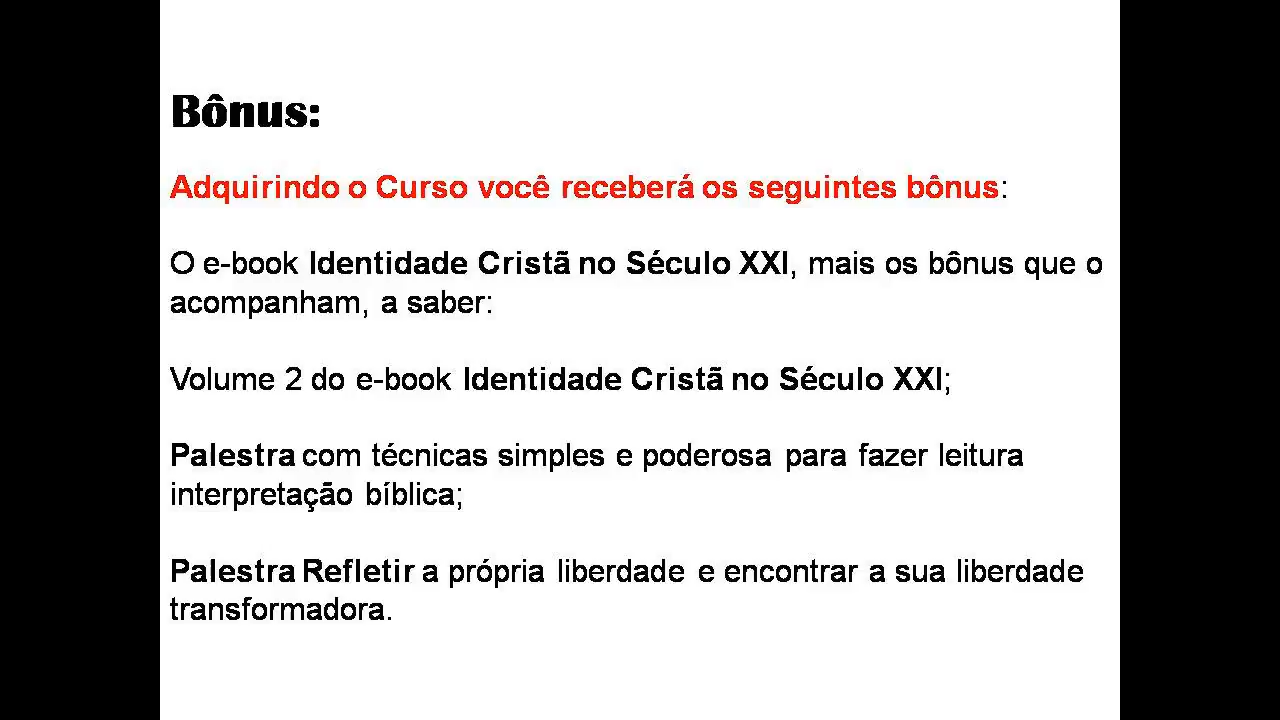 Bônus:
Adquirindo o Curso você receberá os seguintes bônus:
O e-book Identidade Cristã no Século XXI, mais os bônus que o
acompanham, a saber:
Volume 2 do e-book Identidade Cristã no Século XXI;
Palestra com técnicas simples e poderosa para fazer leitura
interpretação bíblica;
Palestra Refletir a própria liberdade e encontrar a sua liberdade
transformadora.